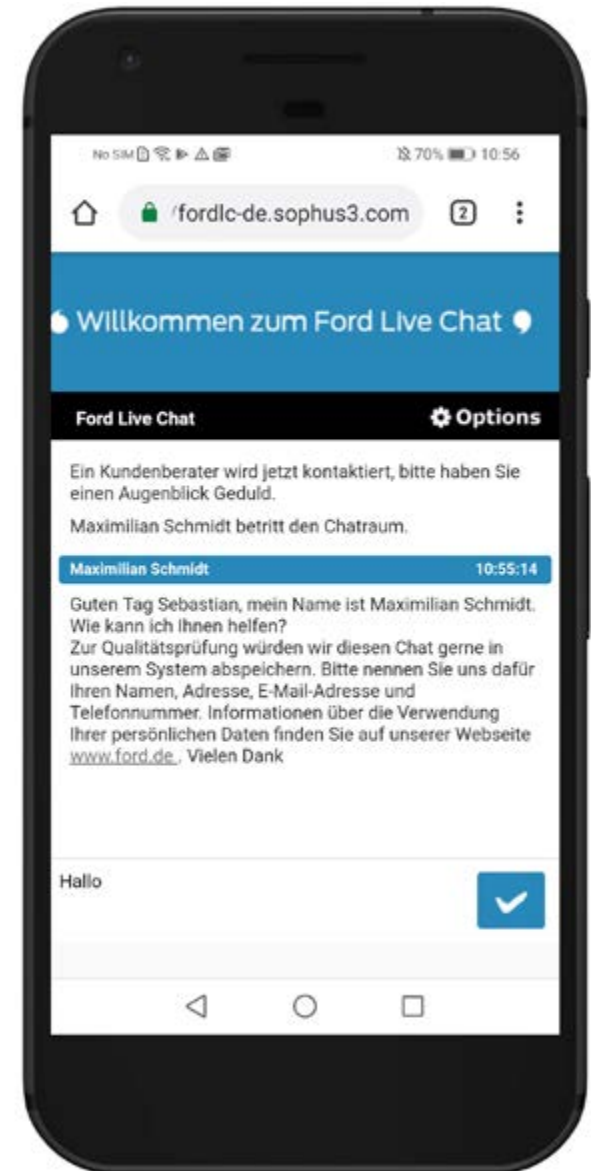 No SIM 70% 10:56
/fordlc-de.sophus3.com 2
Willkommen zum Ford Live Chat
Ford Live Chat Options
Ein Kundenberater wird jetzt kontaktiert, bitte haben Sie
einen Augenblick Geduld.
Maximilian Schmidt betritt den Chatraum.
Maximilian Schmidt 10:55:14
Guten Tag Sebastian, mein Name ist Maximilian Schmidt.
Wie kann ich Ihnen helfen?
Zur Qualitätsprüfung würden wir diesen Chat gerne in
unserem System abspeichern. Bitte nennen Sie uns dafür
Ihren Namen, Adresse, E-Mail-Adresse und
Telefonnummer. Informationen über die Verwendung
Ihrer persönlichen Daten finden Sie auf unserer Webseite
www.ford.de . Vielen Dank
Hallo